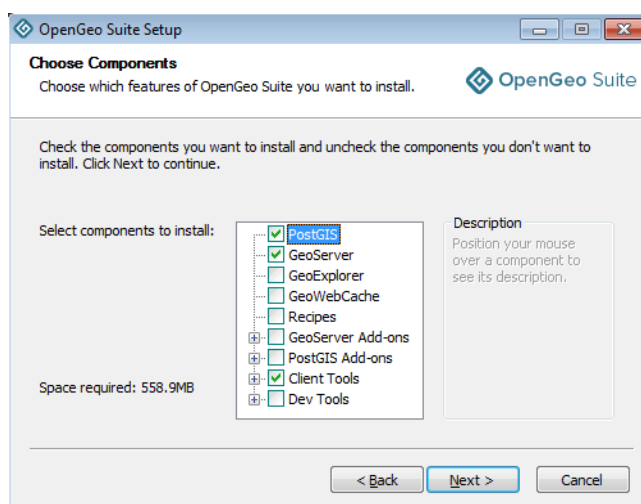 OpenGeo Suite Setup
Choose Components
Choose which features of OpenGeo Suite you want to install.
OpenGeo Suite
Check the components you want to install and uncheck the components you don't want to
install. Click Next to continue.
Select components to install:
PostGIS
GeoServer
GeoExplorer
GeoWebCache
Recipes
GeoServer Add-ons
PostGIS Add-ons
Client Tools
Dev Tools
Description
Position your mouse
over a component to
see its description.
Space required: 558.9MB
< Back
Next >
Cancel